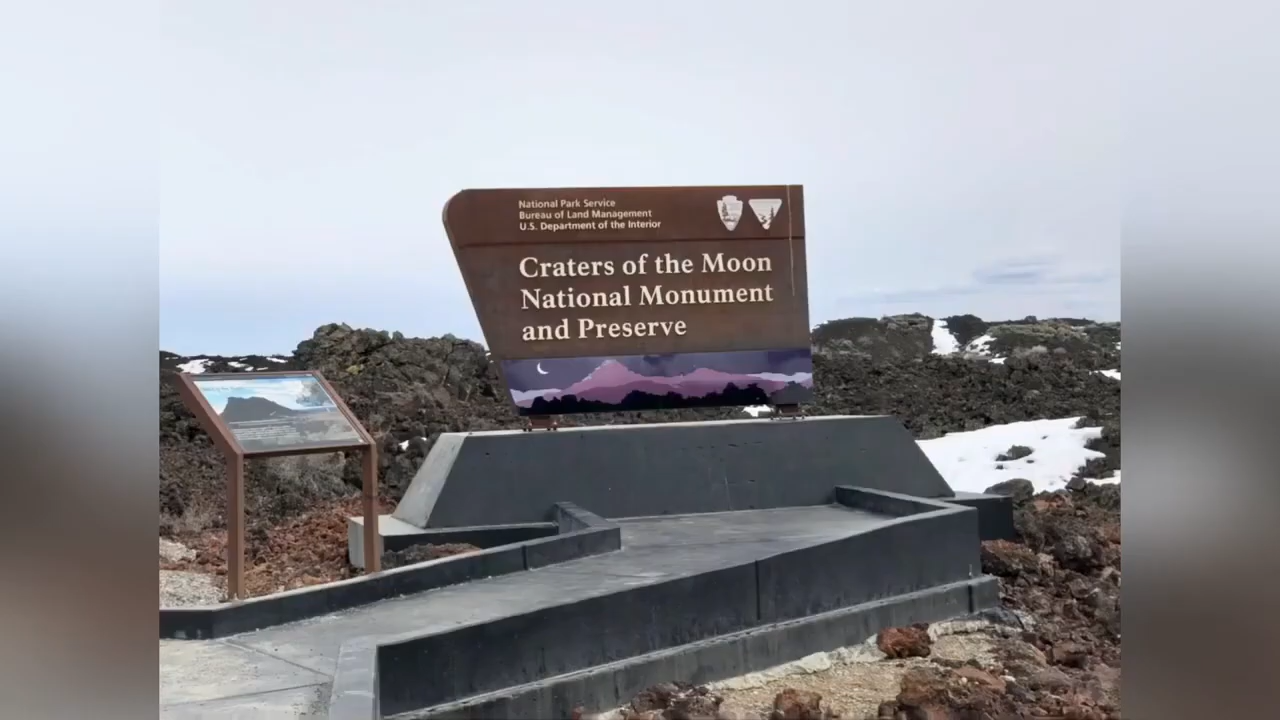 National Park Service
Bureau of Land Management
U.S. Department of the Interior
Craters of the Moon
National Monument
and Preserve